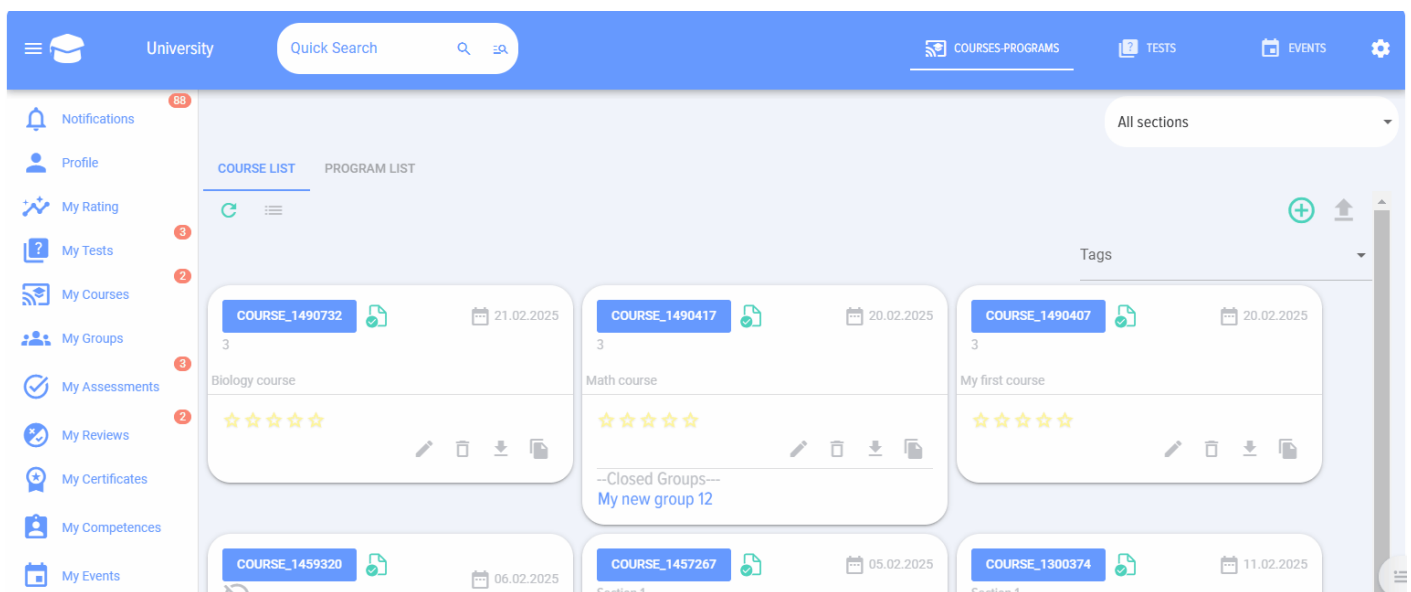 University
Quick Search
COURSES-PROGRAMS
TESTS
EVENTS
88
Notifications
Profile
My Rating
3
My Tests
2
My Courses
My Groups
3
My Assessments
2
My Reviews
My Certificates
My Competences
My Events
All sections
COURSE LIST PROGRAM LIST
Tags
COURSE_1490732 21.02.2025
3
Biology course
COURSE_1490417 20.02.2025
3
Math course
--Closed Groups---
My new group 12
COURSE_1490407 20.02.2025
3
My first course
COURSE_1459320 06.02.2025
COURSE_1457267 05.02.2025
Section 1
COURSE_1300374 11.02.2025
Section 1